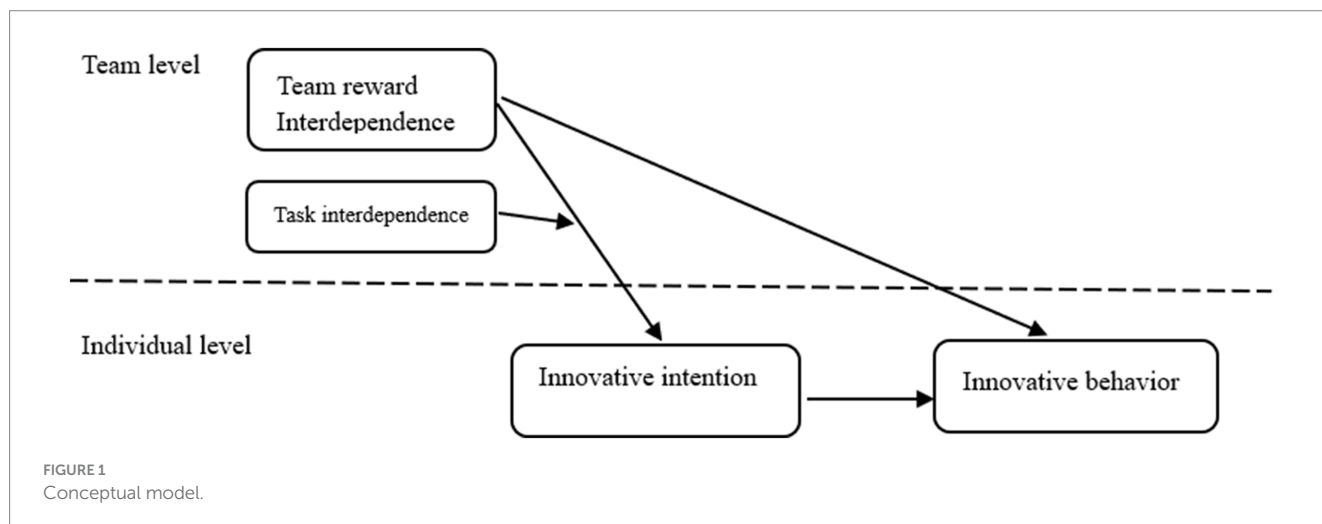 Team level
Team reward
Interdependence
Task interdependence
Individual level
Innovative intention
Innovative behavior
FIGURE 1
Conceptual model.